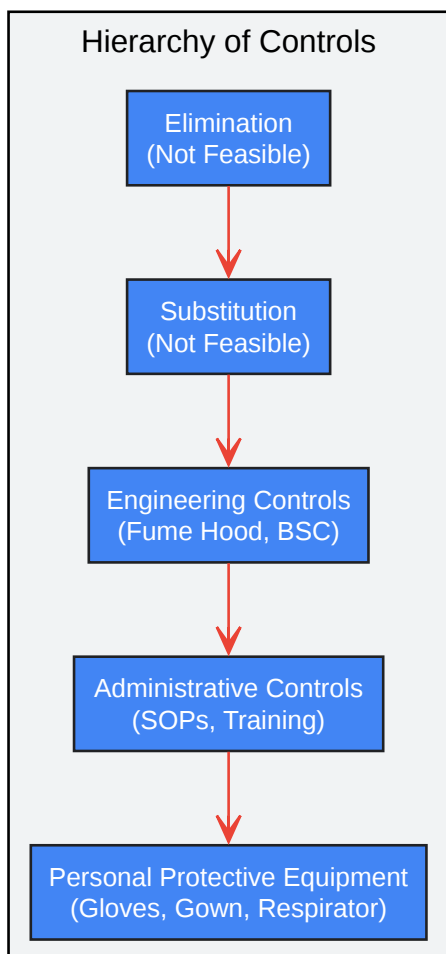 Hierarchy of Controls
Elimination
(Not Feasible)
Substitution
(Not Feasible)
Engineering Controls
(Fume Hood, BSC)
Administrative Controls
(SOPs, Training)
Personal Protective Equipment
(Gloves, Gown, Respirator)